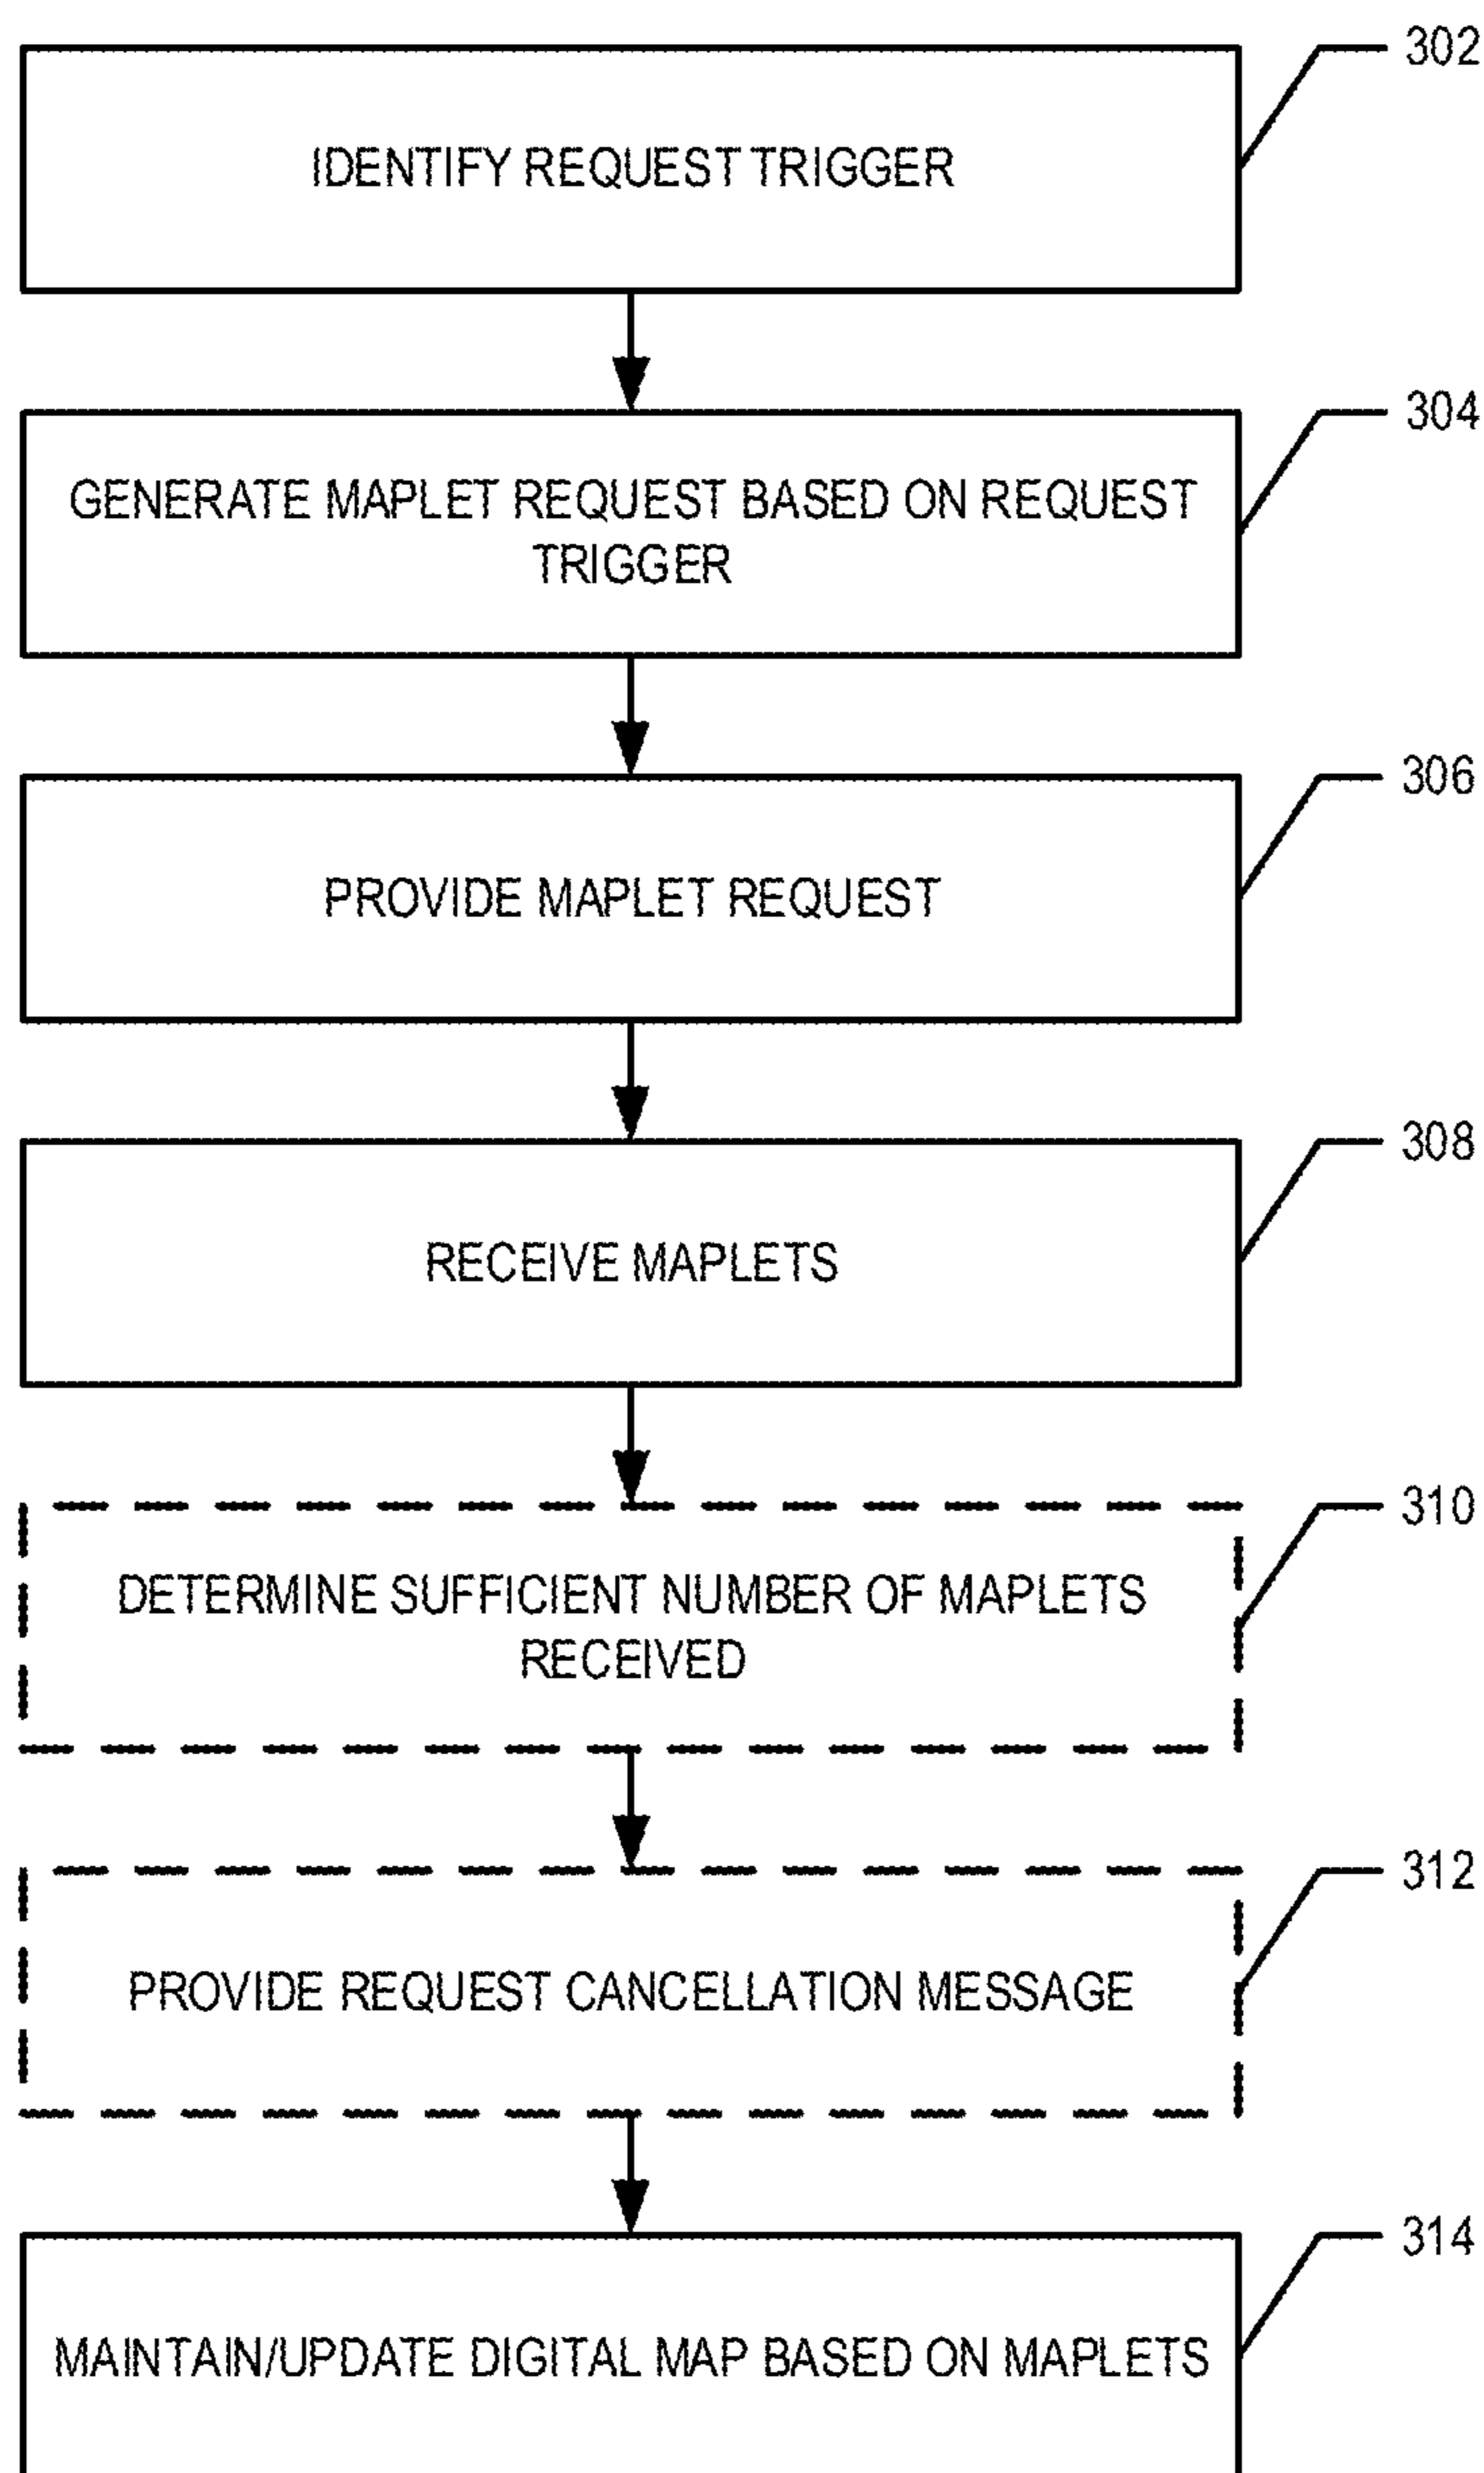 302
IDENTIFY REQUEST TRIGGER
304
GENERATE MAPLET REQUEST BASED ON REQUEST
TRIGGER
306
PROVIDE MAPLET REQUEST
308
RECEIVE MAPLETS
310
DETERMINE SUFFICIENT NUMBER OF MAPLETS
RECEIVED
312
PROVIDE REQUEST CANCELLATION MESSAGE
314
MAINTAIN/UPDATE DIGITAL MAP BASED ON MAPLETS